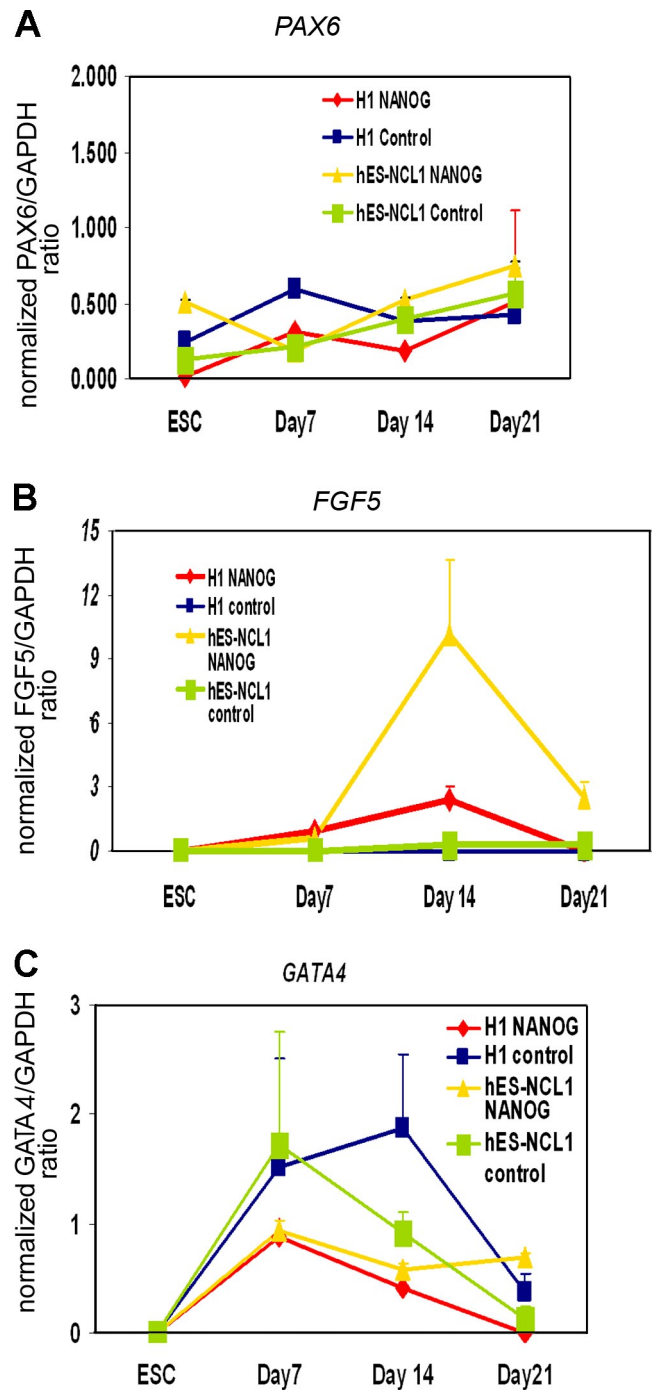 A
PAX6
normalized PAX6/GAPDH
ratio
2.000
1.500
1.000
0.500
0.000
H1 NANOG
H1 Control
hES-NCL1 NANOG
hES-NCL1 Control
ESC Day7 Day 14 Day21
B
FGF5
normalized FGF5/GAPDH
ratio
15
12
9
6
3
0
H1 NANOG
H1 control
hES-NCL1
NANOG
hES-NCL1
control
ESC Day7 Day 14 Day21
C
GATA4
normalized GATA4/GAPDH
ratio
3
2
1
0
H1 NANOG
H1 control
hES-NCL1
NANOG
hES-NCL1
control
ESC Day7 Day 14 Day21